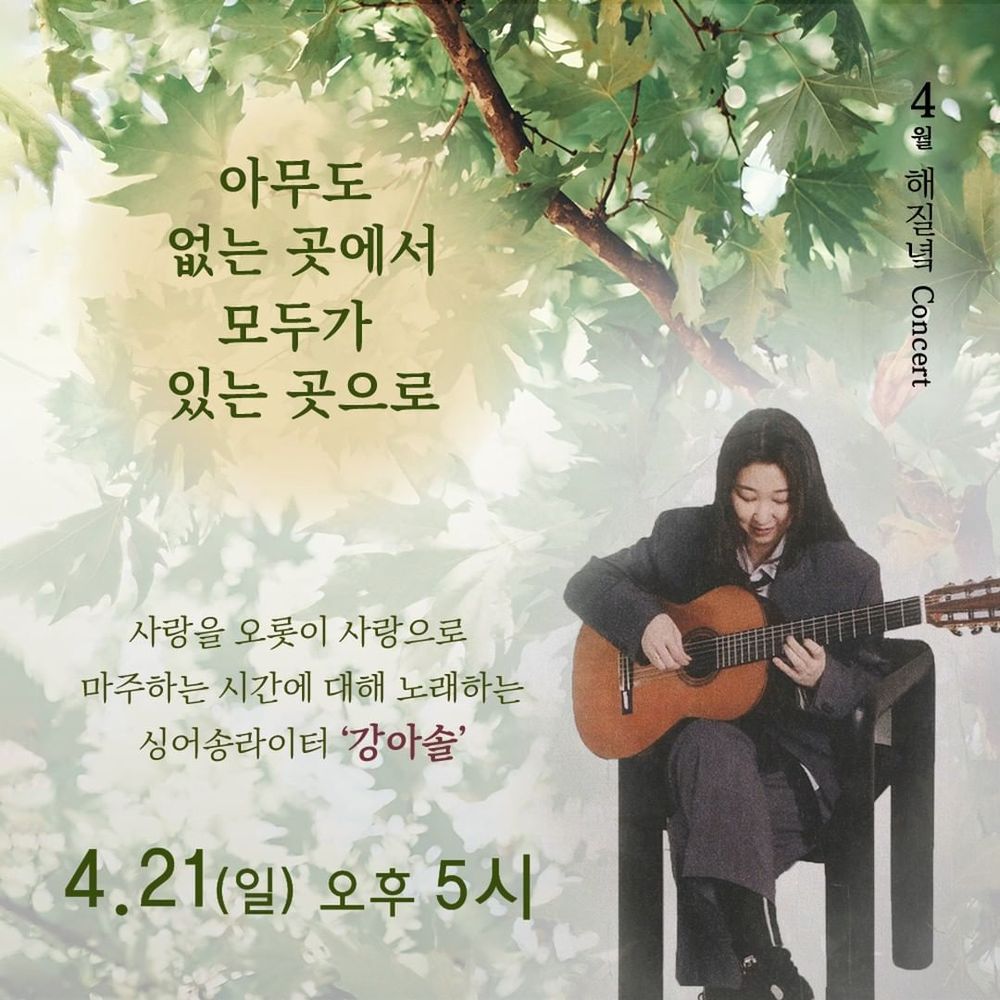 4월 해질녘 Concert
아무도
없는 곳에서
모두가
있는 곳으로
사랑을 오롯이 사랑으로
마주하는 시간에 대해 노래하는
싱어송라이터 ‘강아솔’
4. 21(일) 오후 5시